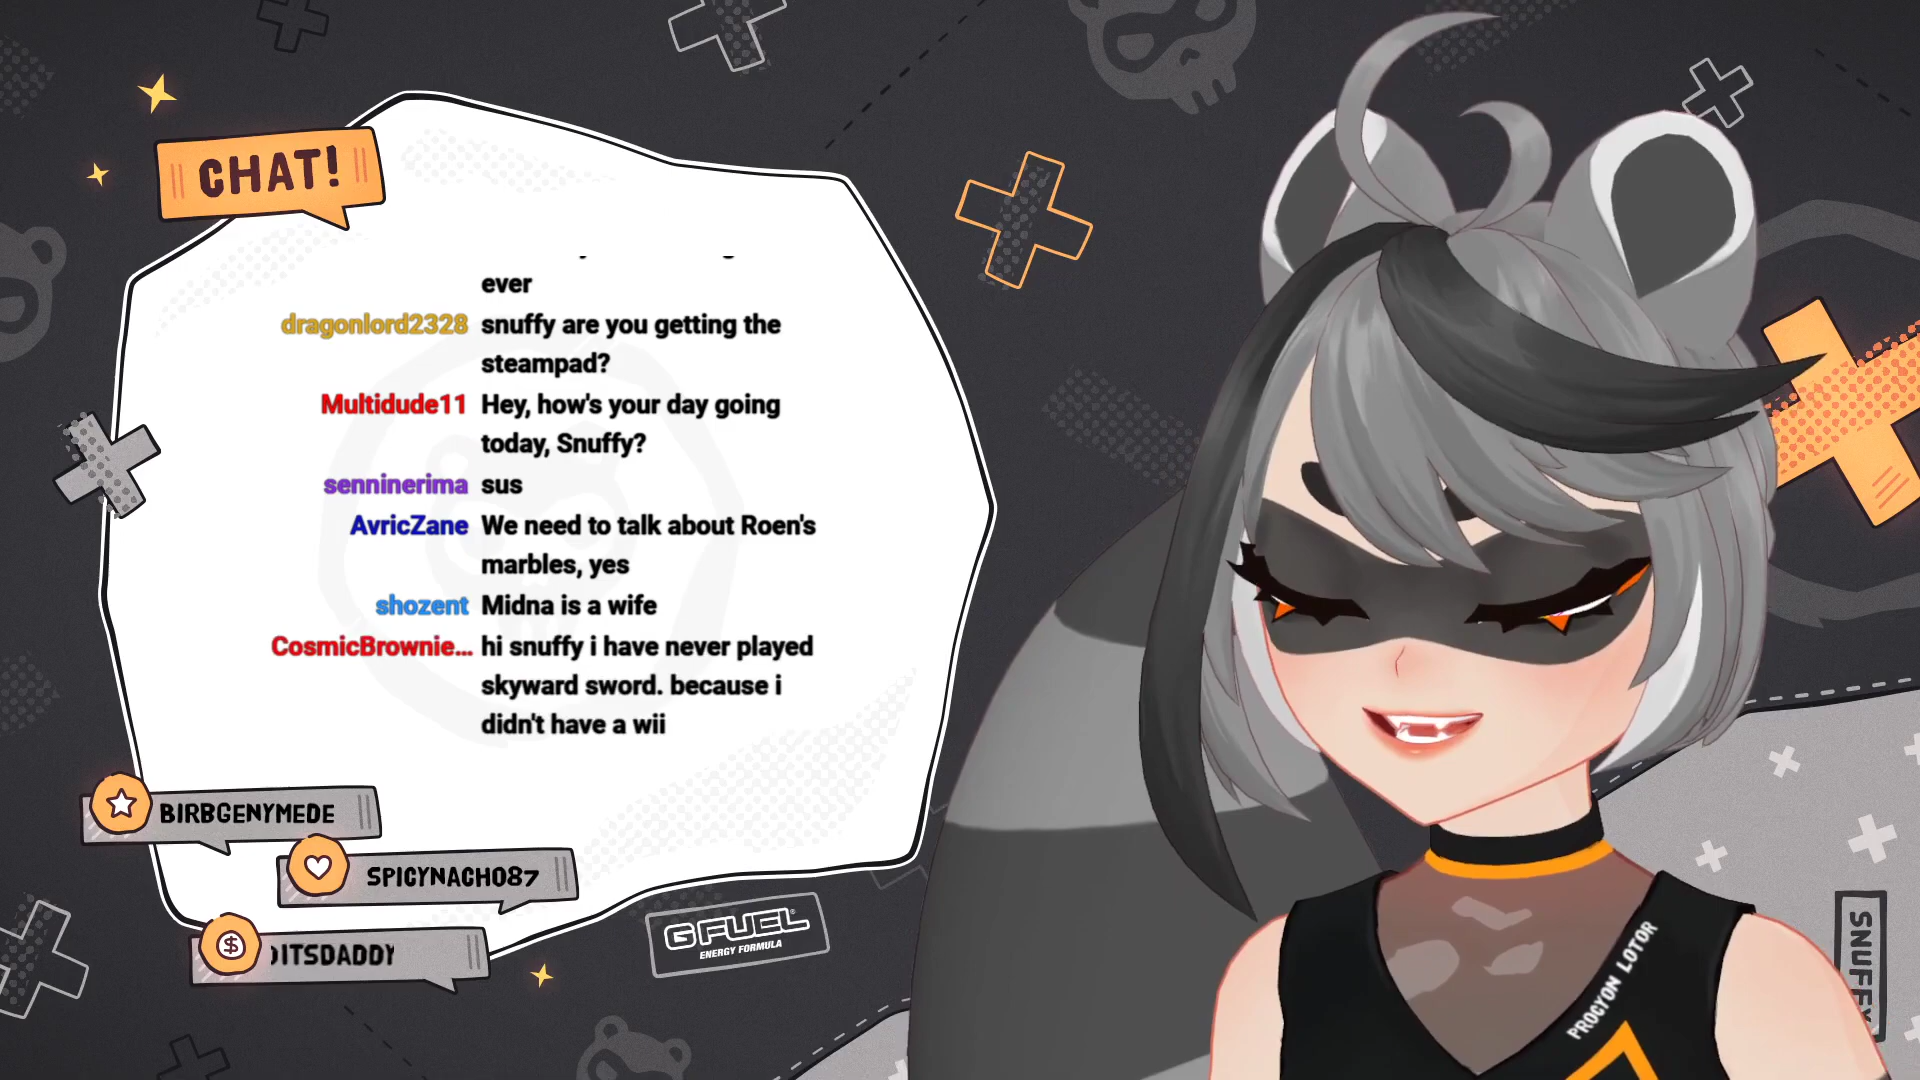 CHAT!
ever
dragonlord2328 snuffy are you getting the
steampad?
Multidude11 Hey, how's your day going
today, Snuffy?
senninerima sus
AvricZane We need to talk about Roen's
marbles, yes
shozent Midna is a wife
CosmicBrownie... hi snuffy i have never played
skyward sword. because i
didn't have a wii
BIRBGENYMEDE
SPICYNACHO87
DITSDADDY
G FUEL®
ENERGY FORMULA
PROCYON LOTOR
SNUFFY